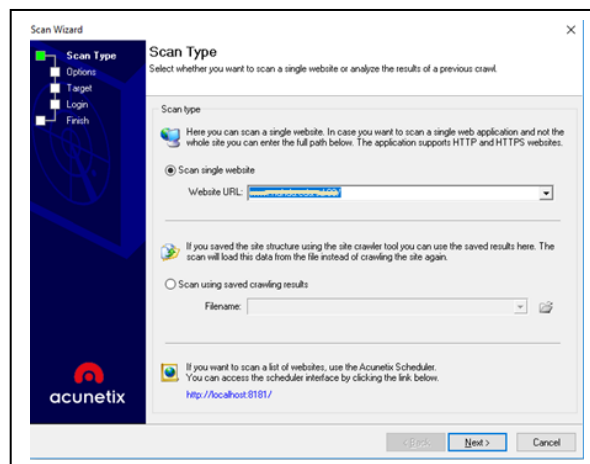 Scan Wizard
Scan Type
Options
Target
Login
Finish
Scan Type
Select whether you want to scan a single website or analyze the results of a previous crawl.
Scan type
Here you can scan a single website. In case you want to scan a single web application and not the
whole site you can enter the full path below. The application supports HTTP and HTTPS websites.
Scan single website
Website URL:
If you saved the site structure using the site crawler tool you can use the saved results here. The
scan will load this data from the file instead of crawling the site again.
Scan using saved crawling results
Filename:
If you want to scan a list of websites, use the Acunetix Scheduler.
You can access the scheduler interface by clicking the link below.
http://localhost:8181/
acunetix
< Back
Next >
Cancel